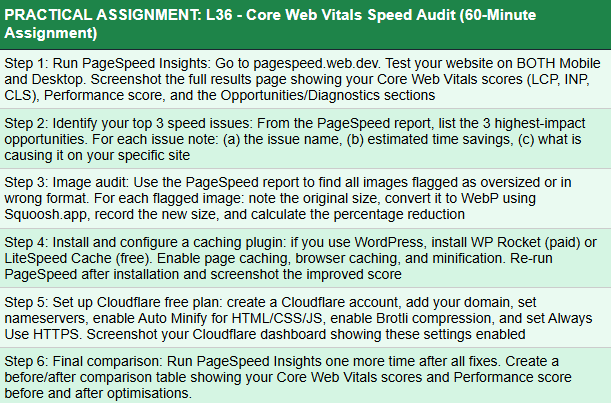 PRACTICAL ASSIGNMENT: L36 - Core Web Vitals Speed Audit (60-Minute
Assignment)
Step 1: Run PageSpeed Insights: Go to pagespeed.web.dev. Test your website on BOTH Mobile
and Desktop. Screenshot the full results page showing your Core Web Vitals scores (LCP, INP,
CLS), Performance score, and the Opportunities/Diagnostics sections
Step 2: Identify your top 3 speed issues: From the PageSpeed report, list the 3 highest-impact
opportunities. For each issue note: (a) the issue name, (b) estimated time savings, (c) what is
causing it on your specific site
Step 3: Image audit: Use the PageSpeed report to find all images flagged as oversized or in
wrong format. For each flagged image: note the original size, convert it to WebP using
Squoosh.app, record the new size, and calculate the percentage reduction
Step 4: Install and configure a caching plugin: if you use WordPress, install WP Rocket (paid) or
LiteSpeed Cache (free). Enable page caching, browser caching, and minification. Re-run
PageSpeed after installation and screenshot the improved score
Step 5: Set up Cloudflare free plan: create a Cloudflare account, add your domain, set
nameservers, enable Auto Minify for HTML/CSS/JS, enable Brotli compression, and set Always
Use HTTPS. Screenshot your Cloudflare dashboard showing these settings enabled
Step 6: Final comparison: Run PageSpeed Insights one more time after all fixes. Create a
before/after comparison table showing your Core Web Vitals scores and Performance score
before and after optimisations.